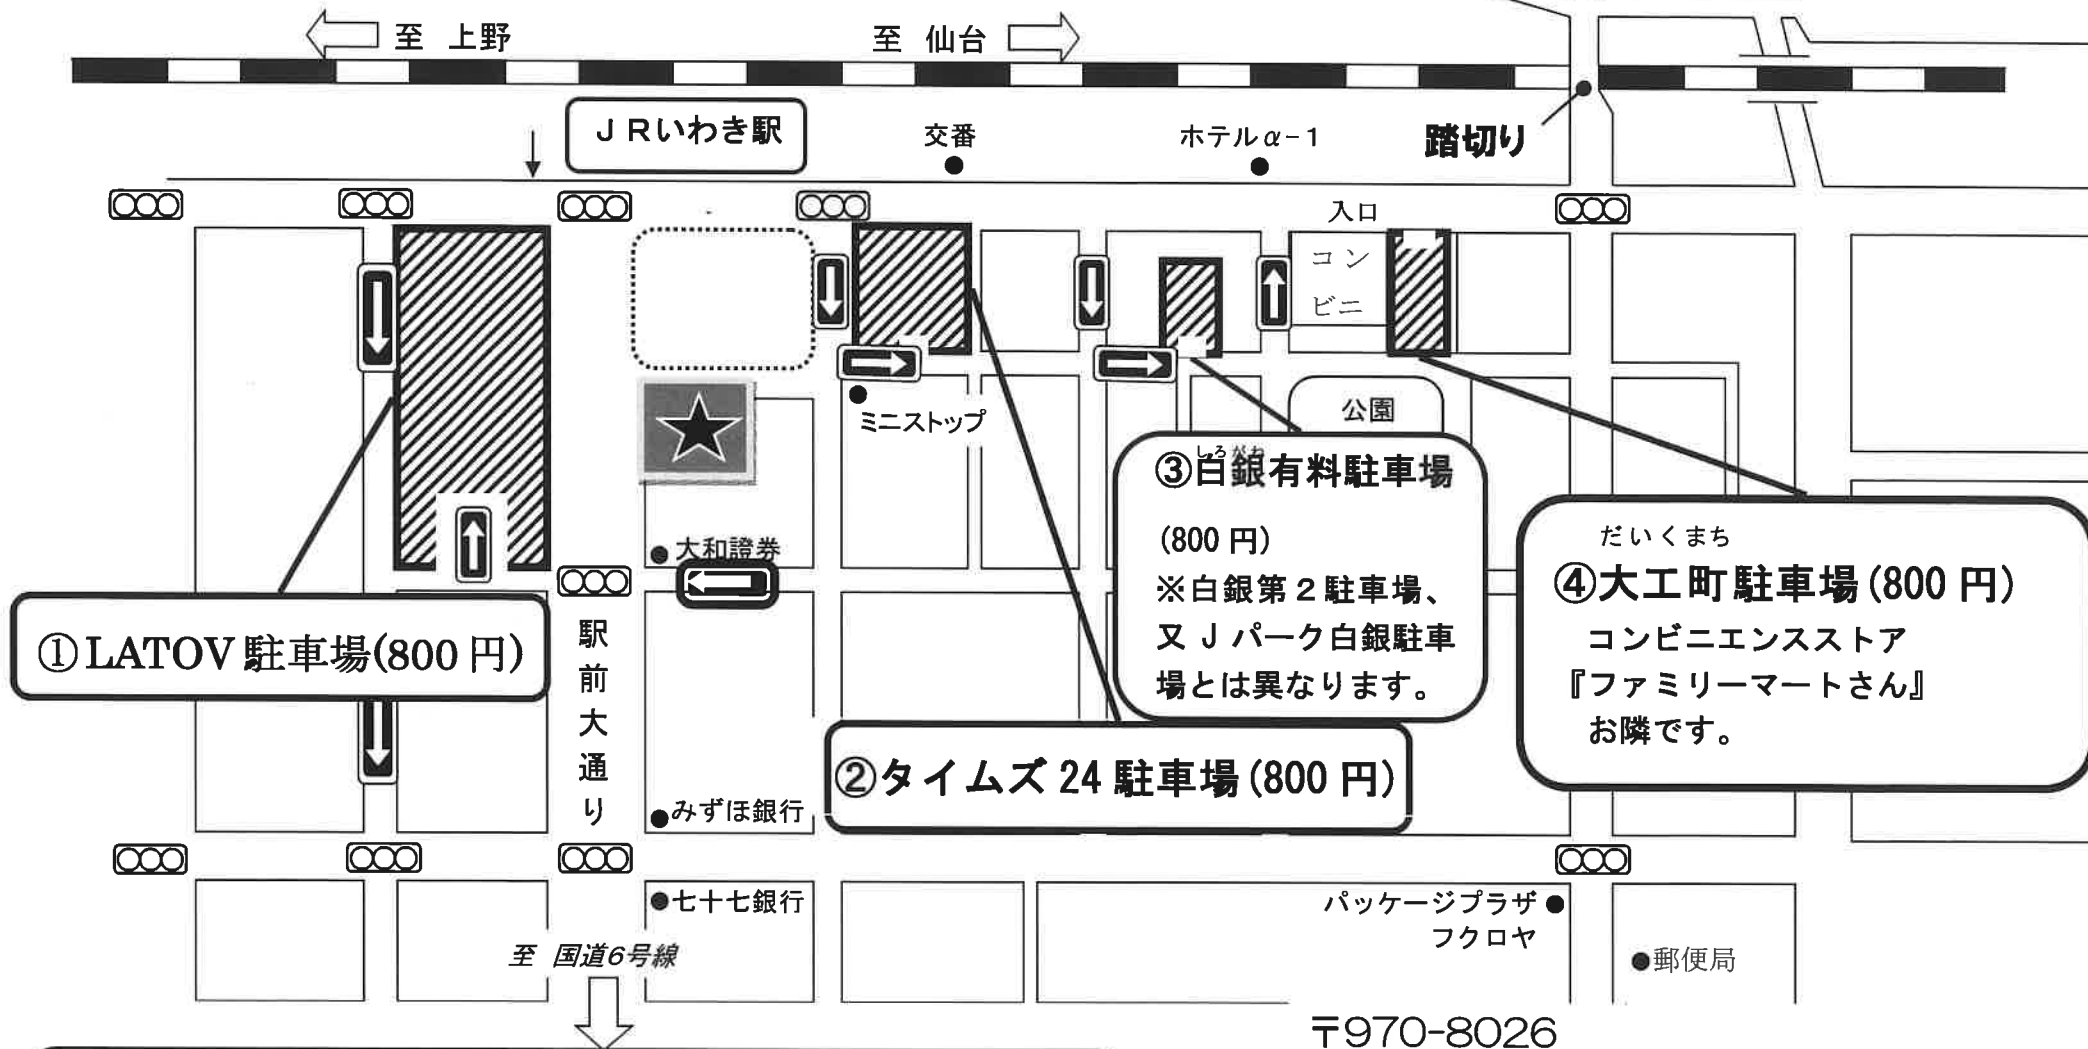 至 上野
至 仙台
JRいわき駅
交番
ホテルα-1
踏切り
入口
コン
ビニ
ミニストップ
公園
しろがね
③白銀有料駐車場
(800円)
※白銀第2駐車場、
又Jパーク白銀駐車
場とは異なります。
大和證券
だいくまち
④大工町駐車場(800円)
コンビニエンスストア
『ファミリーマートさん』
お隣です。
①LATOV駐車場(800円)
駅前大通り
②タイムズ24駐車場(800円)
みずほ銀行
七十七銀行
パッケージプラザ
フクロヤ
至 国道6号線
郵便局
〒970-8026